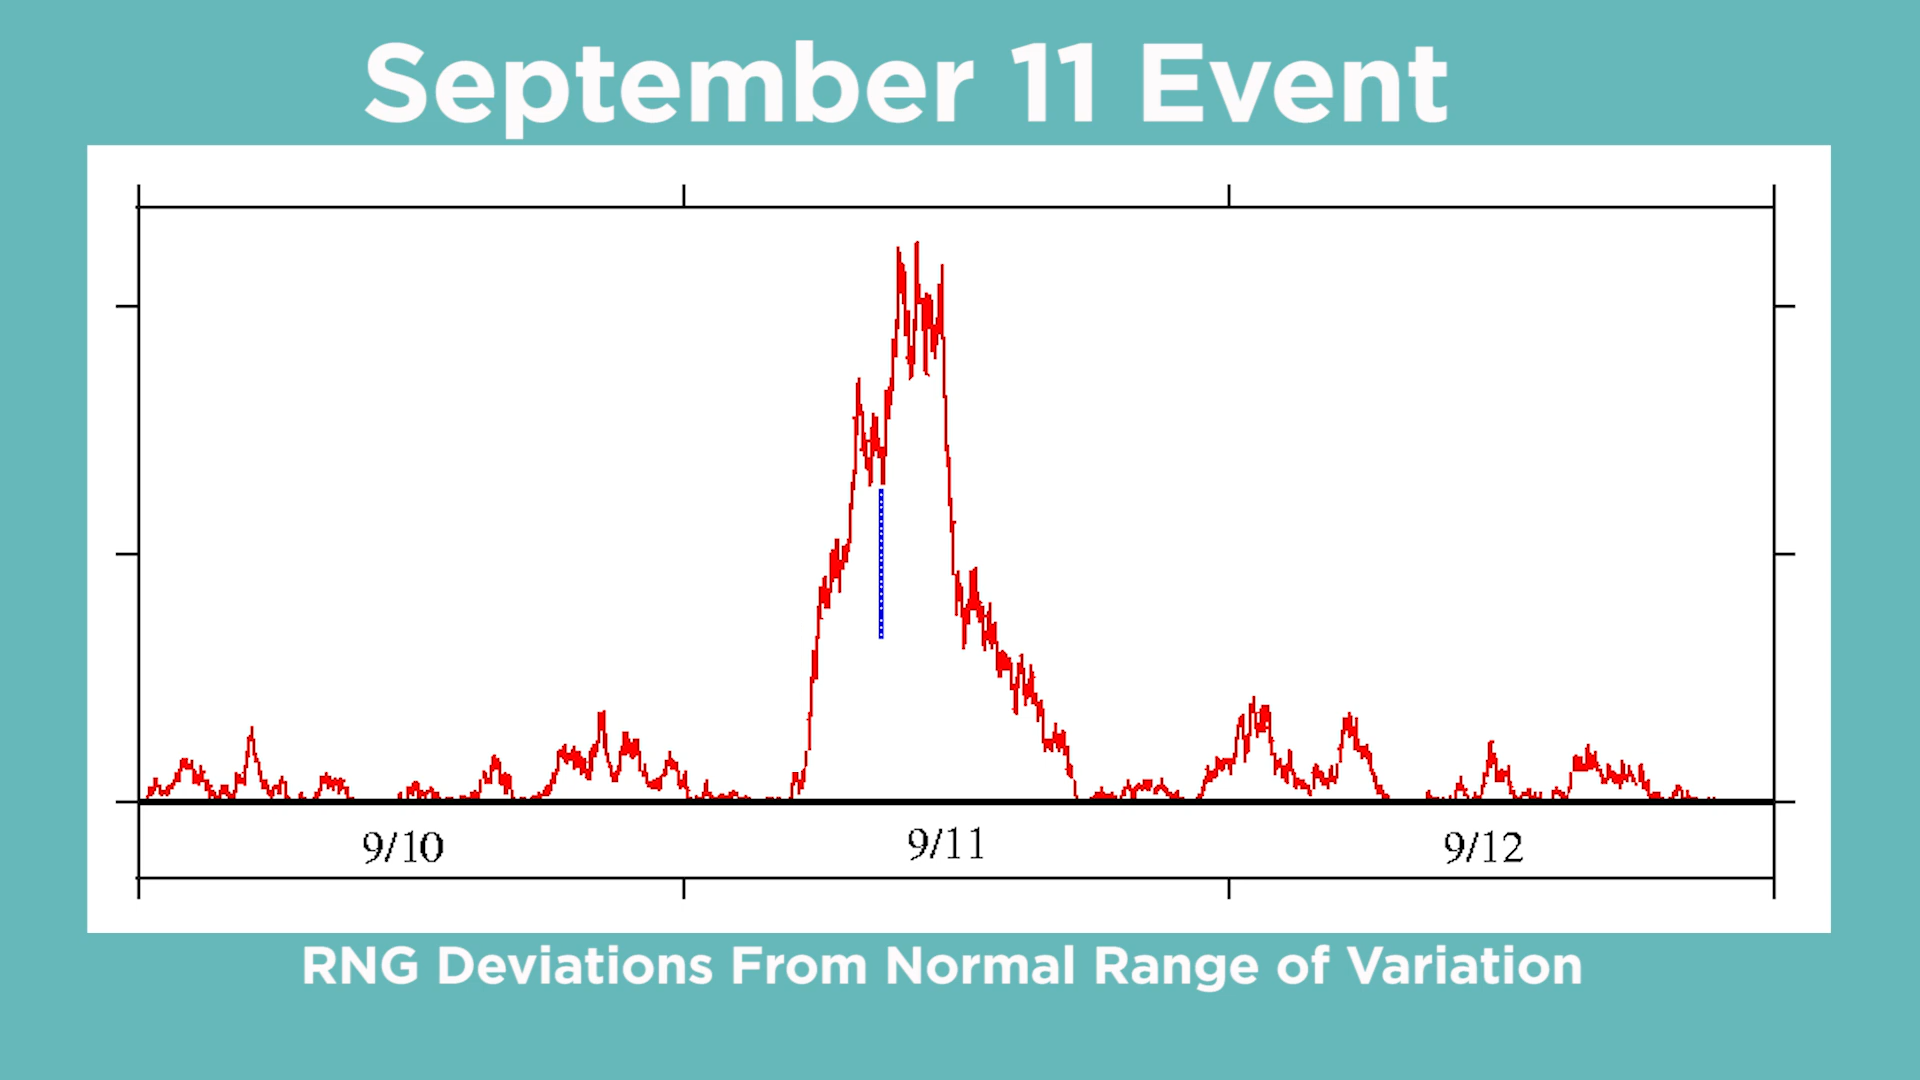 September 11 Event
9/10 9/11 9/12
RNG Deviations From Normal Range of Variation